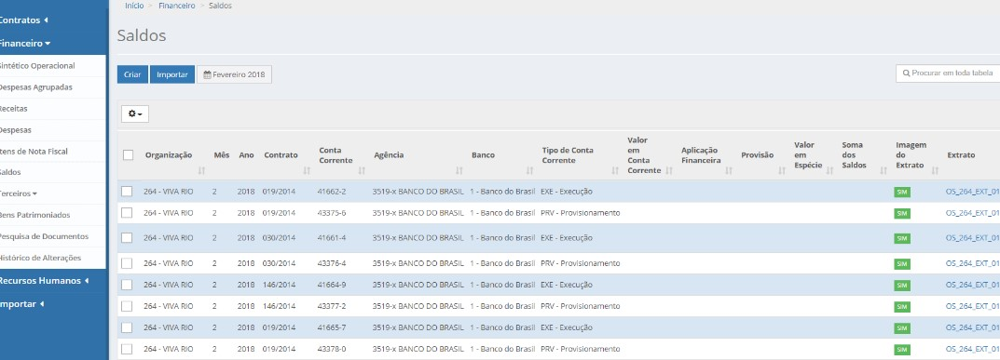 Início > Financeiro > Saldos
Contratos
Financeiro
Sintético Operacional
Despesas Agrupadas
Receitas
Despesas
Itens de Nota Fiscal
Saldos
Terceiros
Bens Patrimoniados
Pesquisa de Documentos
Histórico de Alterações
Recursos Humanos
Importar
Saldos
Criar Importar Fevereiro 2018 Procurar em toda tabela
Organização Mês Ano Contrato Conta Corrente Agência Banco Tipo de Conta Corrente Valor em Conta Corrente Aplicação Financeira Provisão Valor em Espécie Soma dos Saldos Imagem do Extrato Extrato
264 - VIVA RIO 2 2018 019/2014 41662-2 3519-x BANCO DO BRASIL 1 - Banco do Brasil EXE - Execução SIM OS_264_EXT_01
264 - VIVA RIO 2 2018 019/2014 43375-6 3519-x BANCO DO BRASIL 1 - Banco do Brasil PRV - Provisionamento SIM OS_264_EXT_01
264 - VIVA RIO 2 2018 030/2014 41661-4 3519-x BANCO DO BRASIL 1 - Banco do Brasil EXE - Execução SIM OS_264_EXT_01
264 - VIVA RIO 2 2018 030/2014 43376-4 3519-x BANCO DO BRASIL 1 - Banco do Brasil PRV - Provisionamento SIM OS_264_EXT_01
264 - VIVA RIO 2 2018 146/2014 41664-9 3519-x BANCO DO BRASIL 1 - Banco do Brasil EXE - Execução SIM OS_264_EXT_01
264 - VIVA RIO 2 2018 146/2014 43377-2 3519-x BANCO DO BRASIL 1 - Banco do Brasil PRV - Provisionamento SIM OS_264_EXT_01
264 - VIVA RIO 2 2018 019/2014 41665-7 3519-x BANCO DO BRASIL 1 - Banco do Brasil EXE - Execução SIM OS_264_EXT_01
264 - VIVA RIO 2 2018 019/2014 43378-0 3519-x BANCO DO BRASIL 1 - Banco do Brasil PRV - Provisionamento SIM OS_264_EXT_01